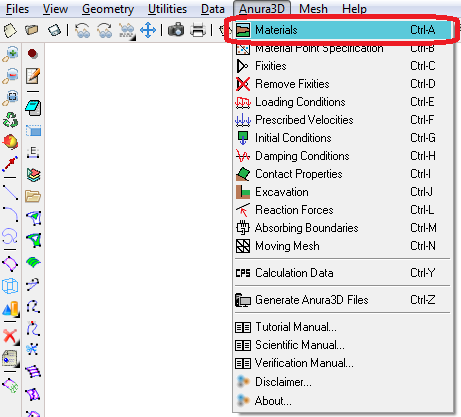 Files View Geometry Utilities Data Anura3D Mesh Help
Materials Ctrl-A
Material Point Specification Ctrl-B
Fixities Ctrl-C
Remove Fixities Ctrl-D
Loading Conditions Ctrl-E
Prescribed Velocities Ctrl-F
Initial Conditions Ctrl-G
Damping Conditions Ctrl-H
Contact Properties Ctrl-I
Excavation Ctrl-J
Reaction Forces Ctrl-L
Absorbing Boundaries Ctrl-M
Moving Mesh Ctrl-N
CPS Calculation Data Ctrl-Y
Generate Anura3D Files Ctrl-Z
Tutorial Manual...
Scientific Manual...
Verification Manual...
Disclaimer...
About...